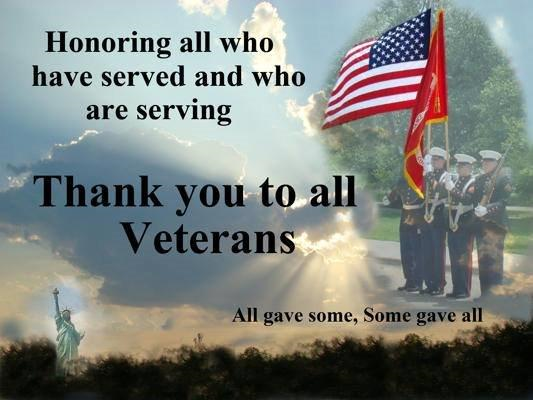 Honoring all who
have served and who
are serving
Thank you to all
Veterans
All gave some, Some gave all